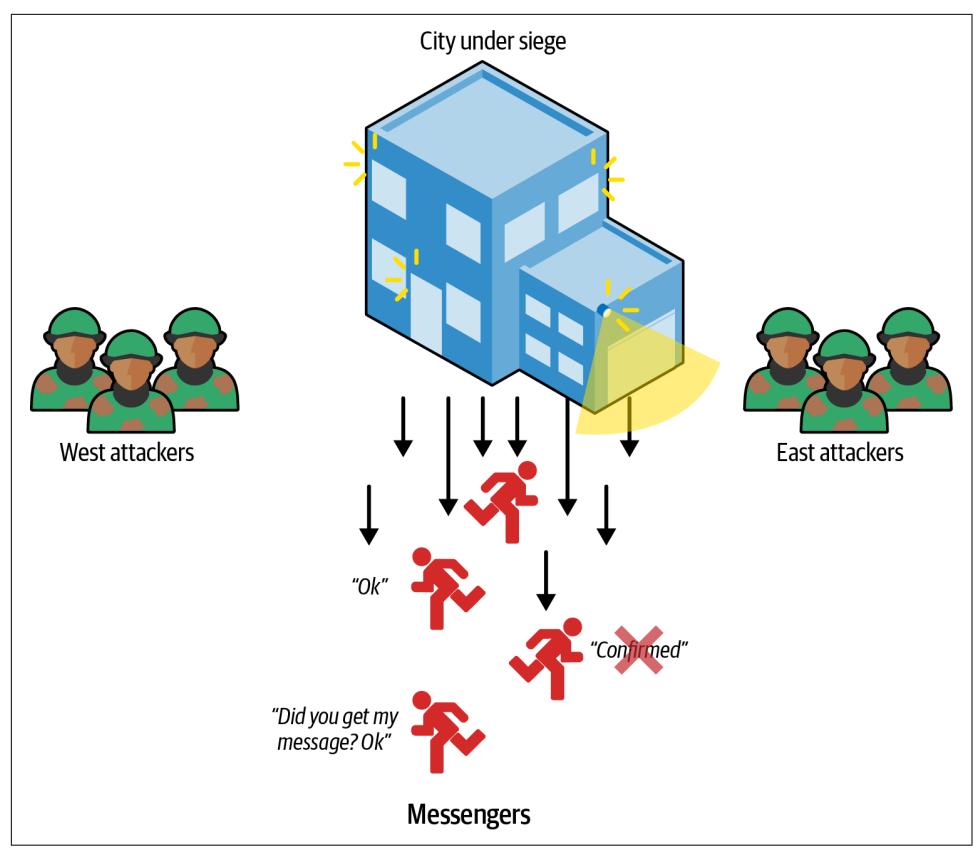 City under siege
West attackers
East attackers
“Ok”
“Confirmed”
“Did you get my
message? Ok”
Messengers